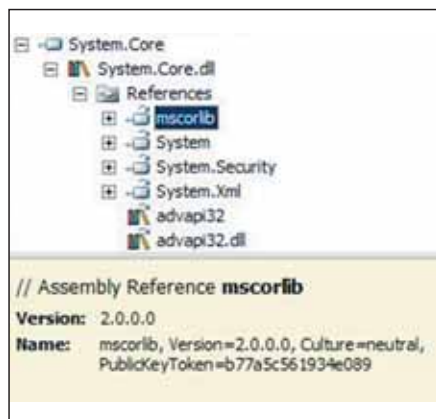 System.Core
System.Core.dll
References
mscorlib
System
System.Security
System.Xml
advapi32
advapi32.dll
// Assembly Reference mscorlib
Version: 2.0.0.0
Name: mscorlib, Version=2.0.0.0, Culture=neutral,
PublicKeyToken=b77a5c561934e089